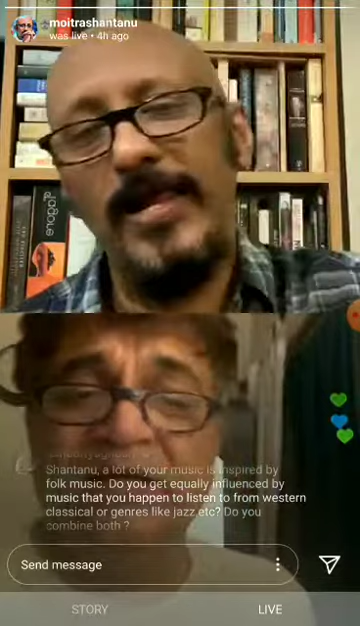 moitrashantanu
was live • 4h ago
Shantanu, a lot of your music is inspired by
folk music. Do you get equally influenced by
music that you happen to listen to from western
classical or genres like jazz etc? Do you
combine both ?
Send message
STORY
LIVE